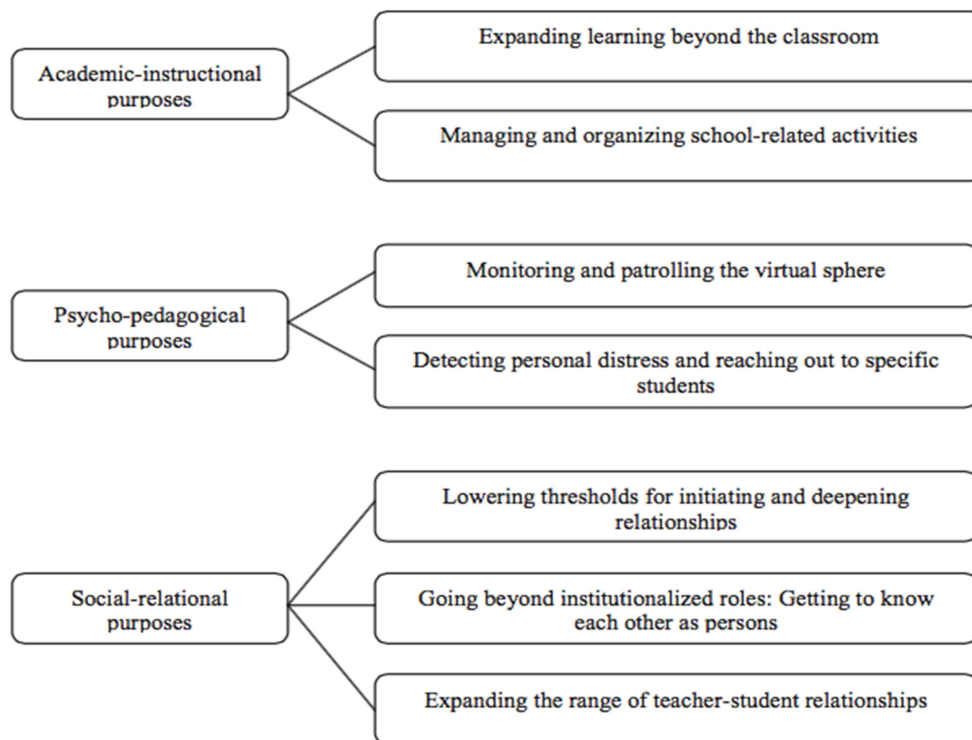 Academic-instructional
purposes
Expanding learning beyond the classroom
Managing and organizing school-related activities
Psycho-pedagogical
purposes
Monitoring and patrolling the virtual sphere
Detecting personal distress and reaching out to specific
students
Social-relational
purposes
Lowering thresholds for initiating and deepening
relationships
Going beyond institutionalized roles: Getting to know
each other as persons
Expanding the range of teacher-student relationships